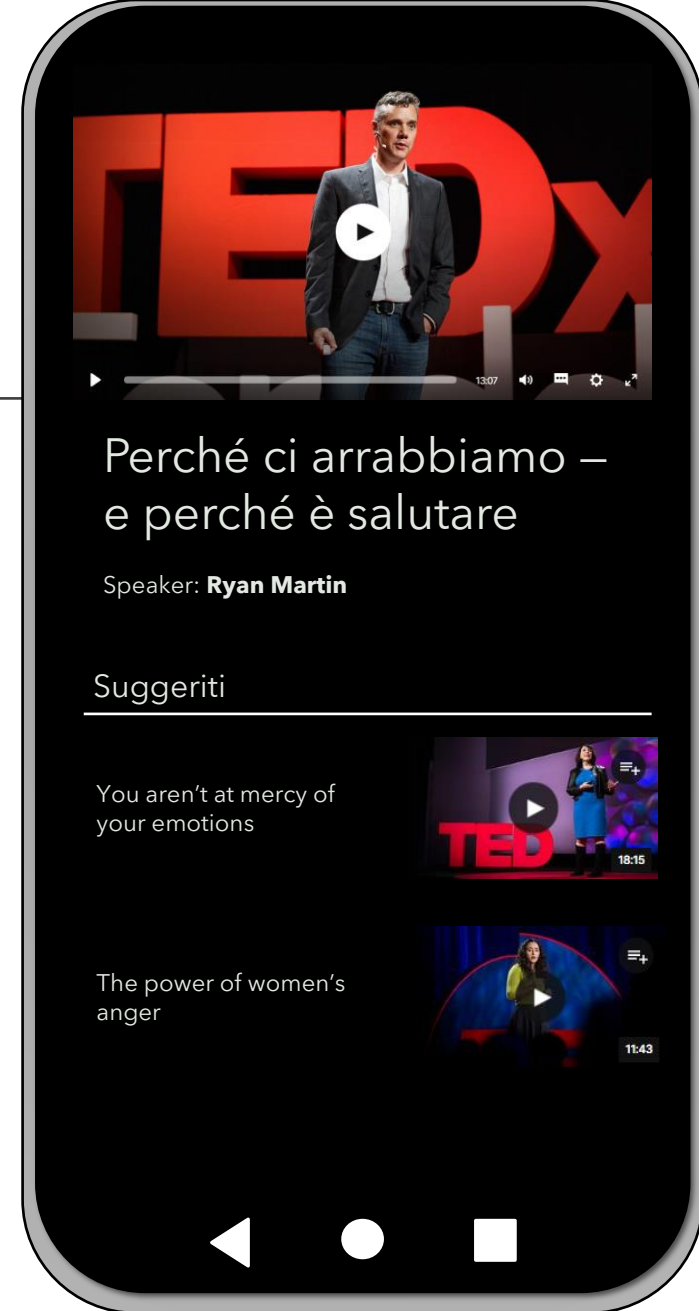 TEDx
13:07
Perché ci arrabbiamo –
e perché è salutare
Speaker: Ryan Martin
Suggeriti
You aren't at mercy of
your emotions
TED
18:15
The power of women's
anger
11:43